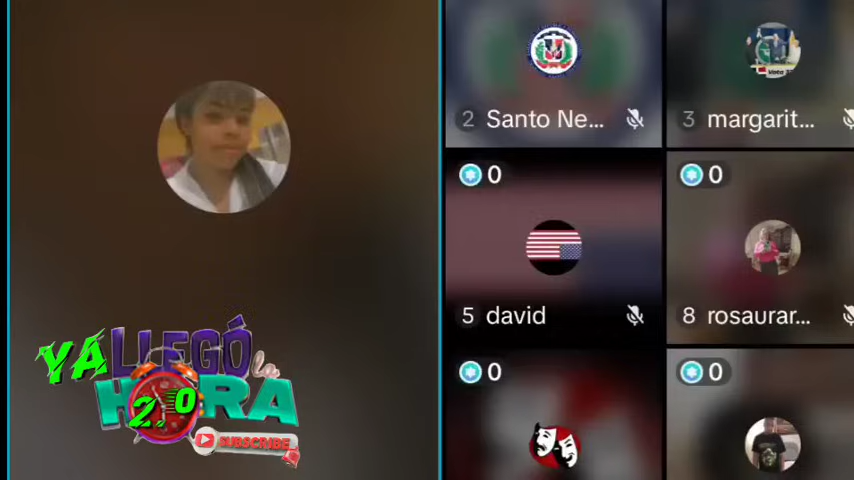 2 Santo Ne...
3 margarit...
0
0
5 david
8 rosaurar...
0
0
YA LLEGÓ la
HORA
2.0
SUBSCRIBE